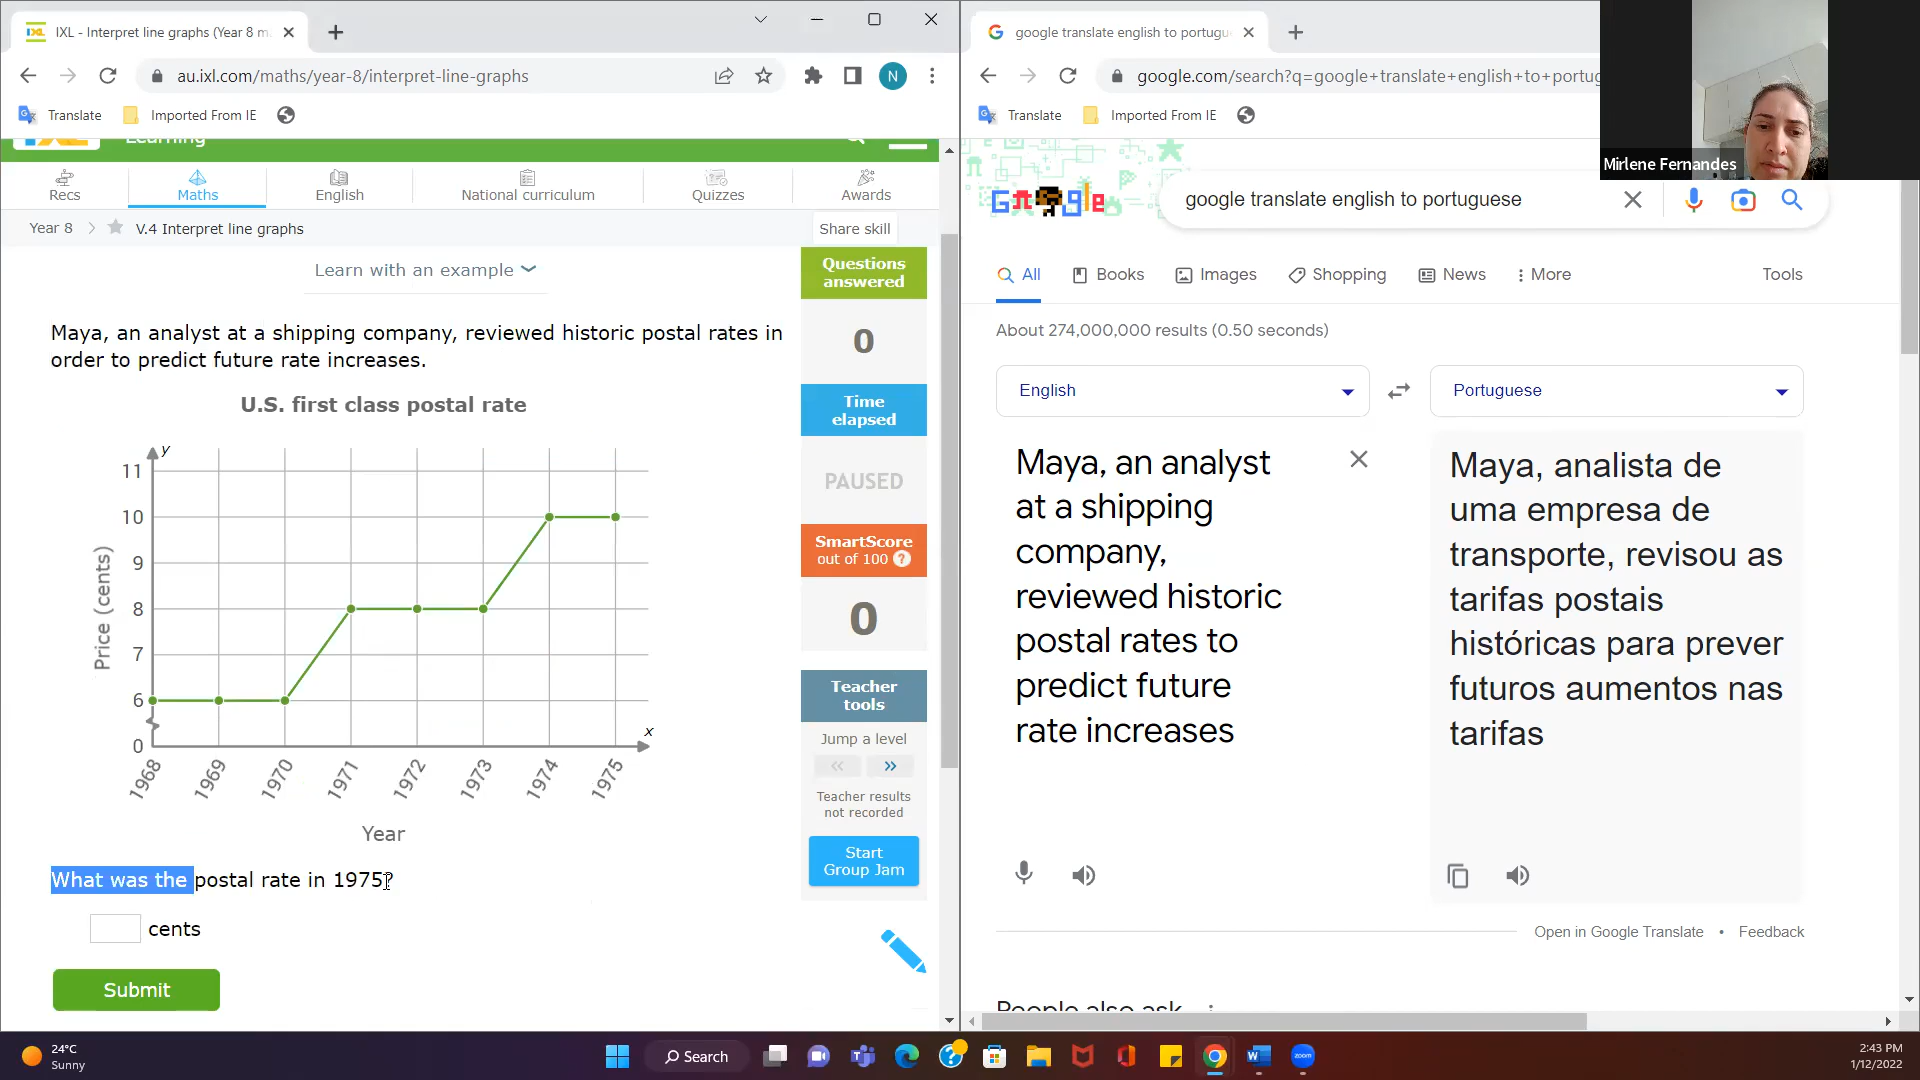 IXL - Interpret line graphs (Year 8 m
au.ixl.com/maths/year-8/interpret-line-graphs
N
Translate
Imported From IE
Learning
Recs
Maths
English
National curriculum
Quizzes
Awards
Year 8
V.4 Interpret line graphs
Share skill
Learn with an example
Maya, an analyst at a shipping company, reviewed historic postal rates in
order to predict future rate increases.
U.S. first class postal rate
y
11
10
9
8
7
6
0
Price (cents)
x
1968
1969
1970
1971
1972
1973
1974
1975
Year
What was the postal rate in 1975?
cents
Submit
Questions
answered
0
Time
elapsed
PAUSED
SmartScore
out of 100 ?
0
Teacher
tools
Jump a level
<<
>>
Teacher results
not recorded
Start
Group Jam
google translate english to portugu
google.com/search?q=google+translate+english+to+portug
Translate
Imported From IE
Mirlene Fernandes
Google
google translate english to portuguese
All
Books
Images
Shopping
News
More
Tools
About 274,000,000 results (0.50 seconds)
English
Portuguese
Maya, an analyst
at a shipping
company,
reviewed historic
postal rates to
predict future
rate increases
Maya, analista de
uma empresa de
transporte, revisou as
tarifas postais
históricas para prever
futuros aumentos nas
tarifas
Open in Google Translate • Feedback
People also ask
24°C
Sunny
Search
zoom
2:43 PM
1/12/2022